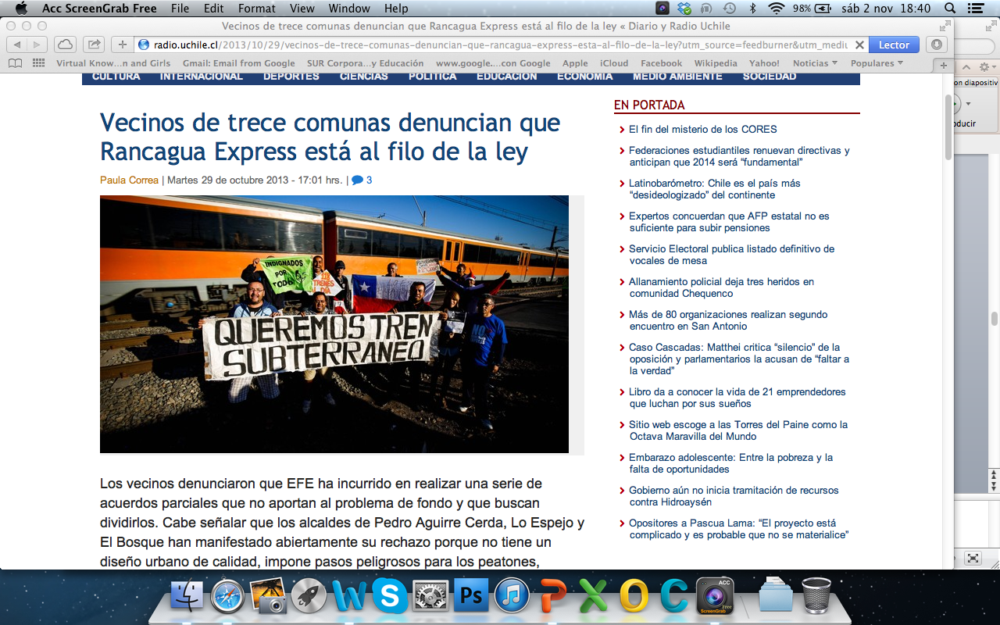 Acc ScreenGrab Free File Edit Format View Window Help 98% sáb 2 nov 18:40
Vecinos de trece comunas denuncian que Rancagua Express está al filo de la ley « Diario y Radio Uchile
radio.uchile.cl/2013/10/29/vecinos-de-trece-comunas-denuncian-que-rancagua-express-esta-al-filo-de-la-ley?utm_source=feedburner&utm_mediu Lector
Virtual Know...n and Girls Gmail: Email from Google SUR Corpora...y Educación www.google....con Google Apple iCloud Facebook Wikipedia Yahoo! Noticias Populares
CULTURA INTERNACIONAL DEPORTES CIENCIAS POLÍTICA EDUCACIÓN ECONOMÍA MEDIO AMBIENTE SOCIEDAD
Vecinos de trece comunas denuncian que
Rancagua Express está al filo de la ley
Paula Correa | Martes 29 de octubre 2013 - 17:01 hrs. | 3
INDIGNADOS
POR
TODO
TRENES
AL DIA
QUEREMOS TREN
SUBTERRANEO
NO
Los vecinos denunciaron que EFE ha incurrido en realizar una serie de
acuerdos parciales que no aportan al problema de fondo y que buscan
dividirlos. Cabe señalar que los alcaldes de Pedro Aguirre Cerda, Lo Espejo y
El Bosque han manifestado abiertamente su rechazo porque no tiene un
diseño urbano de calidad, impone pasos peligrosos para los peatones,
EN PORTADA
El fin del misterio de los CORES
Federaciones estudiantiles renuevan directivas y
anticipan que 2014 será “fundamental”
Latinobarómetro: Chile es el país más
“desideologizado” del continente
Expertos concuerdan que AFP estatal no es
suficiente para subir pensiones
Servicio Electoral publica listado definitivo de
vocales de mesa
Allanamiento policial deja tres heridos en
comunidad Chequenco
Más de 80 organizaciones realizan segundo
encuentro en San Antonio
Caso Cascadas: Matthei critica “silencio” de la
oposición y parlamentarios la acusan de “faltar a
la verdad”
Libro da a conocer la vida de 21 emprendedores
que luchan por sus sueños
Sitio web escoge a las Torres del Paine como la
Octava Maravilla del Mundo
Embarazo adolescente: Entre la pobreza y la
falta de oportunidades
Gobierno aún no inicia tramitación de recursos
contra Hidroaysén
Opositores a Pascua Lama: “El proyecto está
complicado y es probable que no se materialice”
on diapositiv
ducir
W S Ps P X O C ACC
ScreenGrab Free